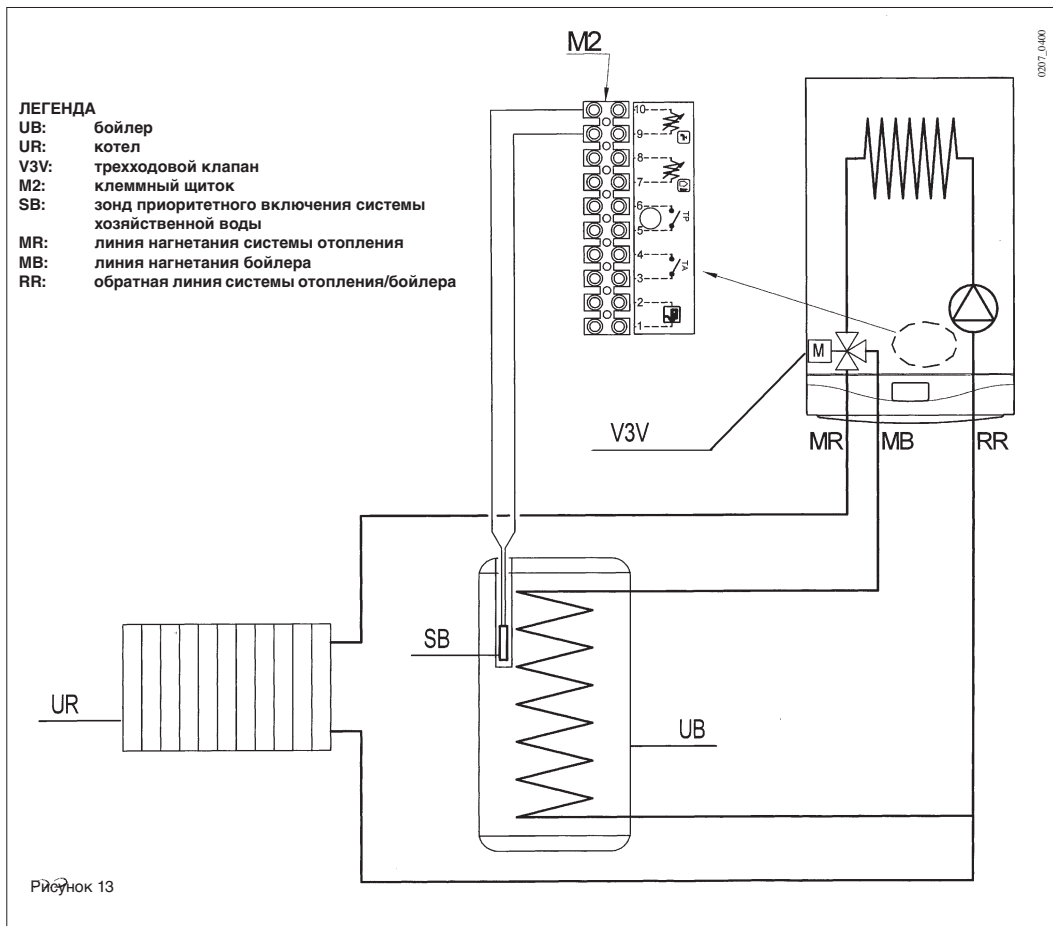 M2
0207_0400
ЛЕГЕНДА
UB: бойлер
UR: котел
V3V: трехходовой клапан
M2: клеммный щиток
SB: зонд приоритетного включения системы
хозяйственной воды
MR: линия нагнетания системы отопления
MB: линия нагнетания бойлера
RR: обратная линия системы отопления/бойлера
10
9
8
7
6
5
TP
4
3
TA
2
1
M
V3V
MR
MB
RR
SB
UR
UB
Рисунок 13